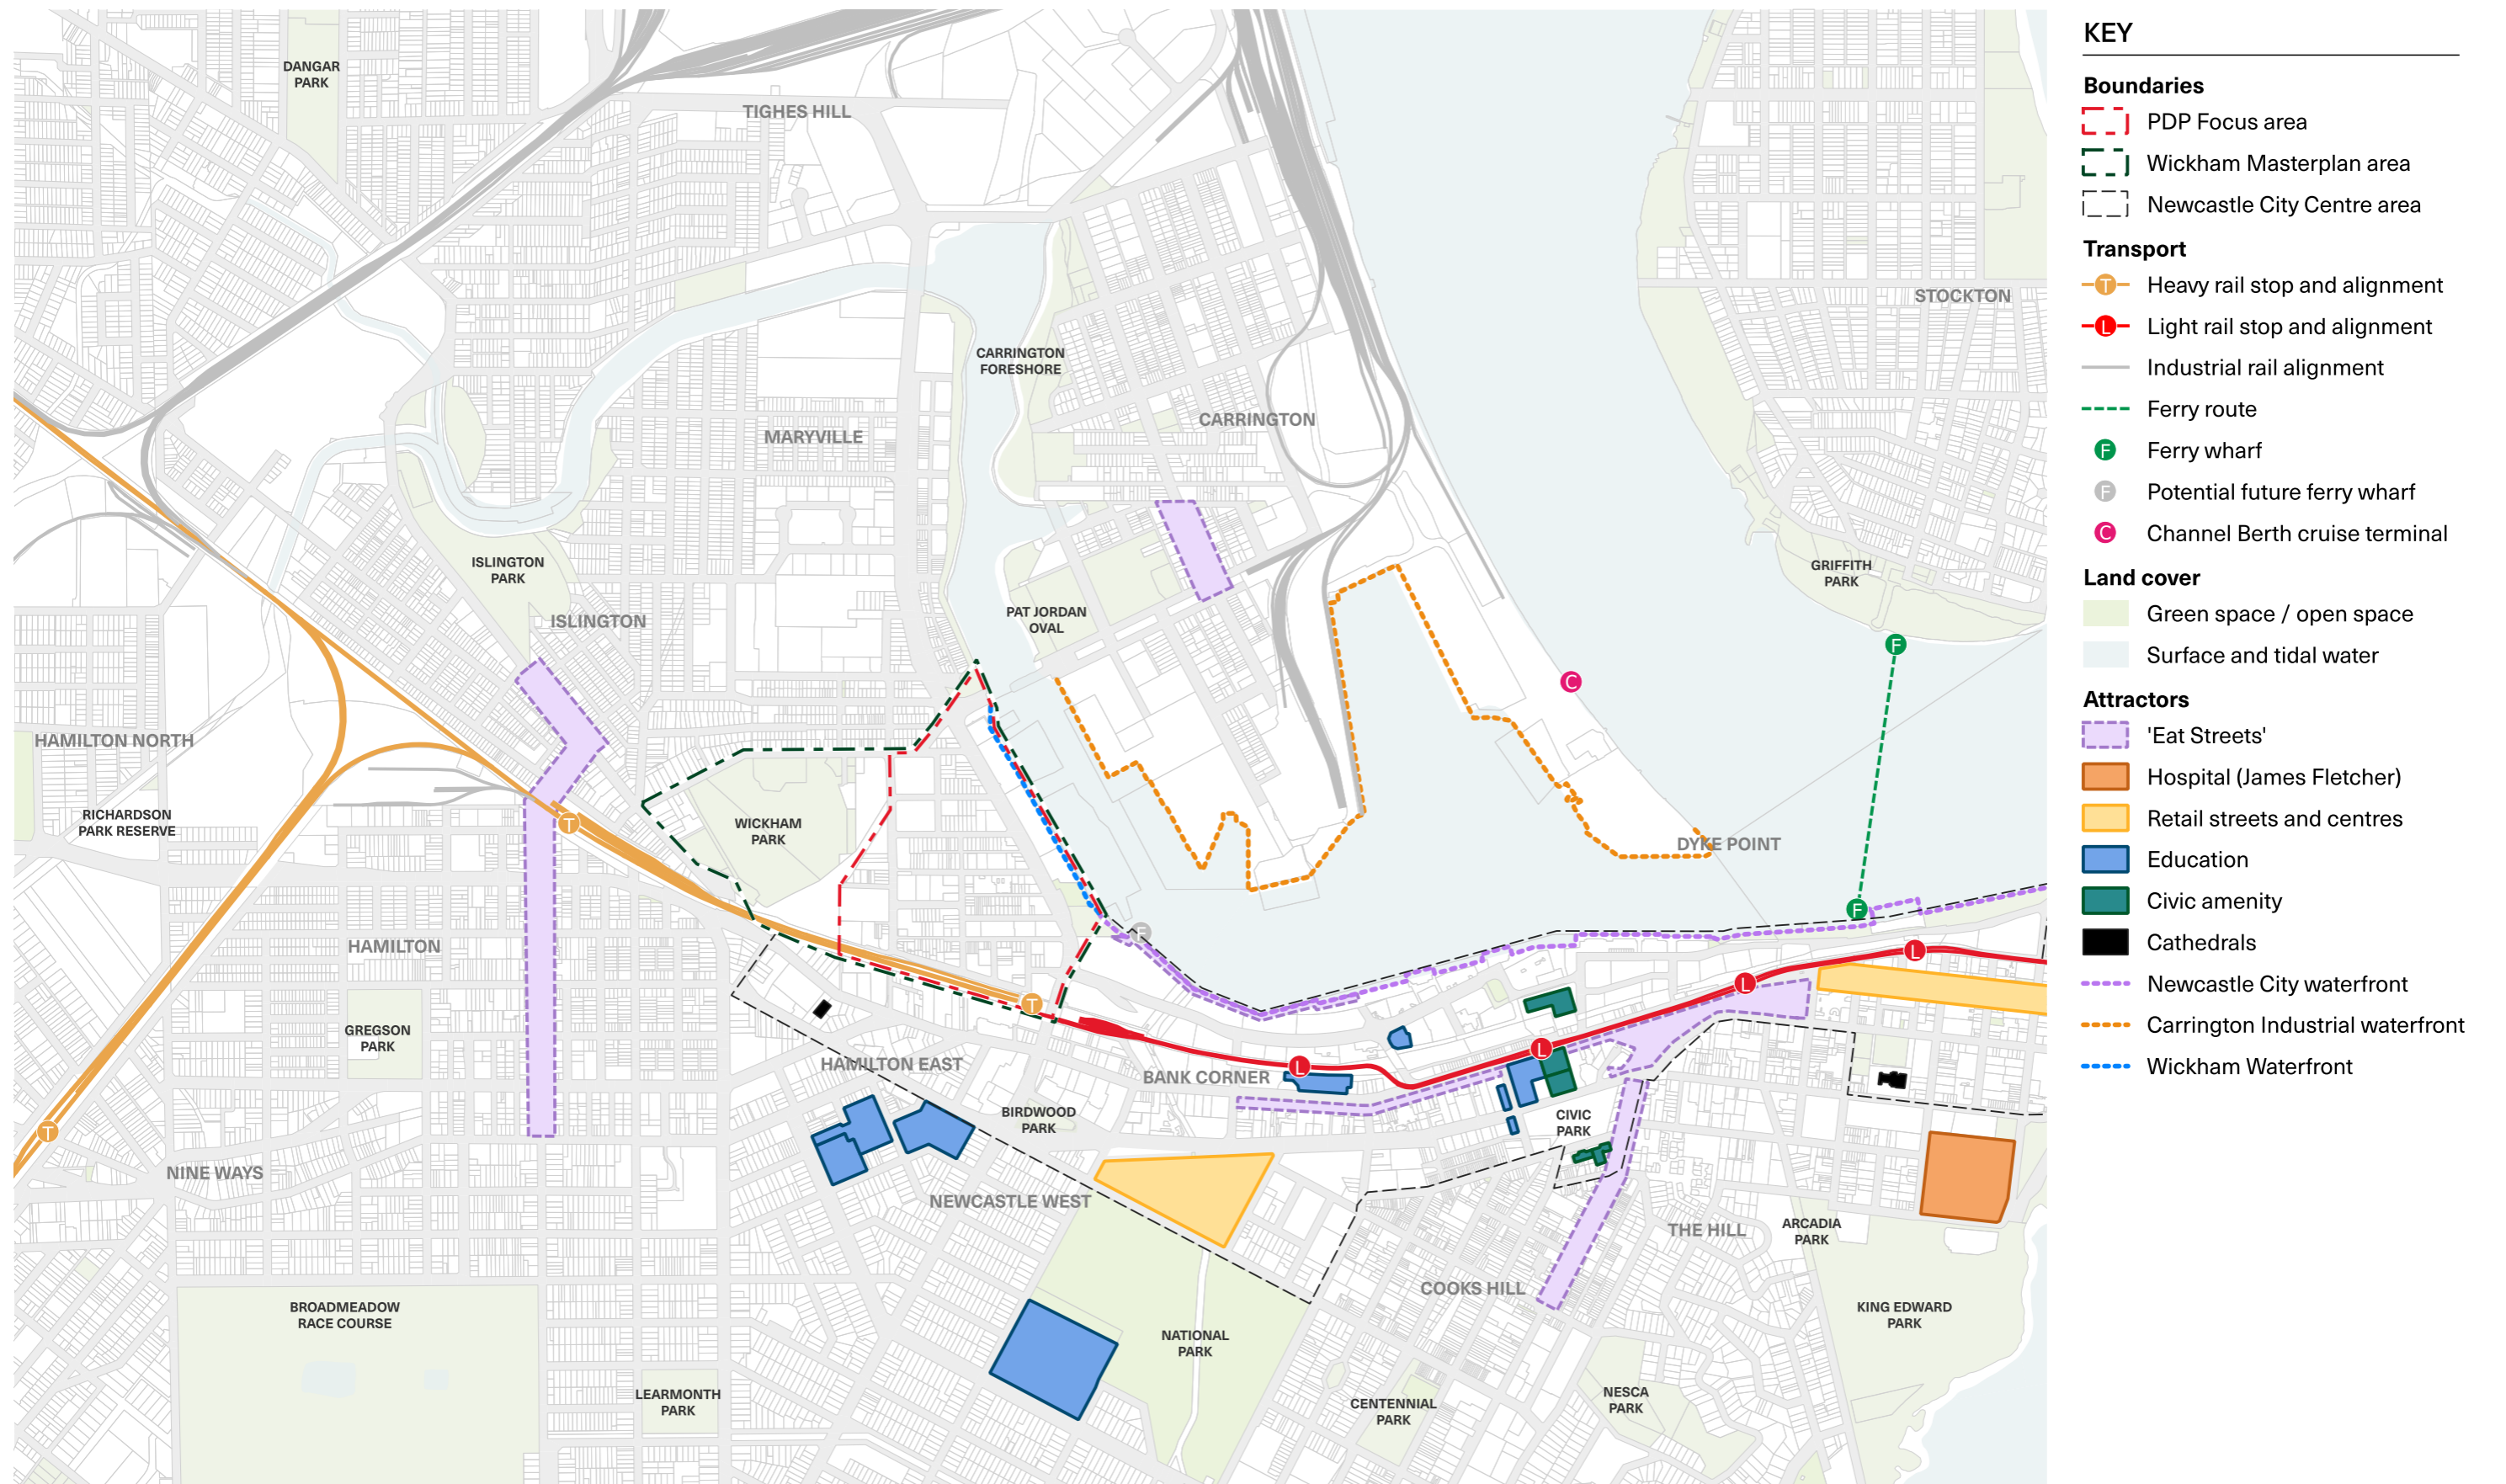 DANGAR
PARK
TIGHES HILL
STOCKTON
CARRINGTON
FORESHORE
CARRINGTON
MARYVILLE
ISLINGTON
PARK
GRIFFITH
PARK
ISLINGTON
PAT JORDAN
OVAL
F
C
HAMILTON NORTH
RICHARDSON
PARK RESERVE
T
WICKHAM
PARK
DYKE POINT
F
F
HAMILTON
L
L
T
GREGSON
PARK
L
HAMILTON EAST
L
BANK CORNER
BIRDWOOD
PARK
CIVIC
PARK
T
NINE WAYS
NEWCASTLE WEST
THE HILL
ARCADIA
PARK
COOKS HILL
BROADMEADOW
RACE COURSE
KING EDWARD
PARK
NATIONAL
PARK
LEARMONTH
PARK
CENTENNIAL
PARK
NESCA
PARK
KEY
Boundaries
PDP Focus area
Wickham Masterplan area
Newcastle City Centre area
Transport
T Heavy rail stop and alignment
L Light rail stop and alignment
Industrial rail alignment
Ferry route
F Ferry wharf
F Potential future ferry wharf
C Channel Berth cruise terminal
Land cover
Green space / open space
Surface and tidal water
Attractors
'Eat Streets'
Hospital (James Fletcher)
Retail streets and centres
Education
Civic amenity
Cathedrals
Newcastle City waterfront
Carrington Industrial waterfront
Wickham Waterfront